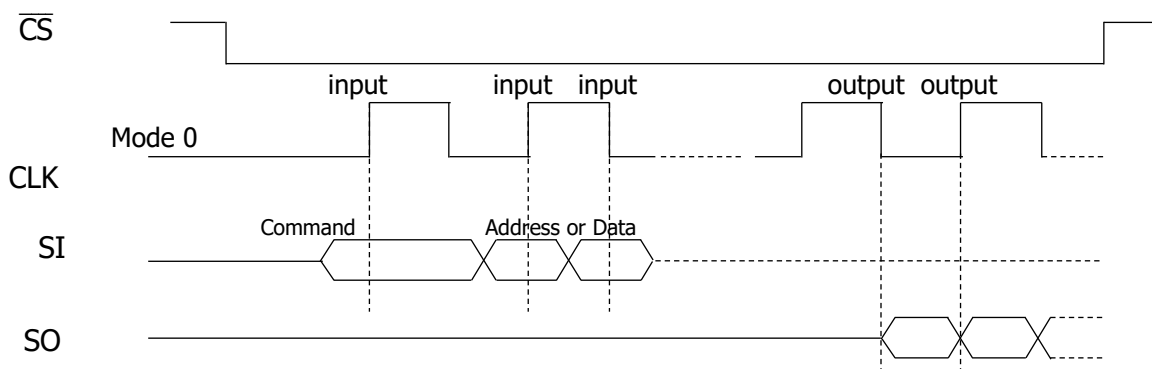 CS
input input input output output
Mode 0
CLK
Command Address or Data
SI
SO